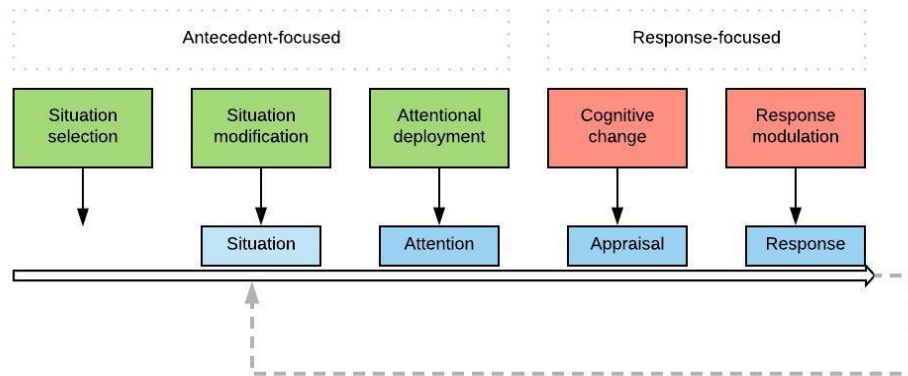 Antecedent-focused
Response-focused
Situation
selection
Situation
modification
Attentional
deployment
Cognitive
change
Response
modulation
Situation
Attention
Appraisal
Response